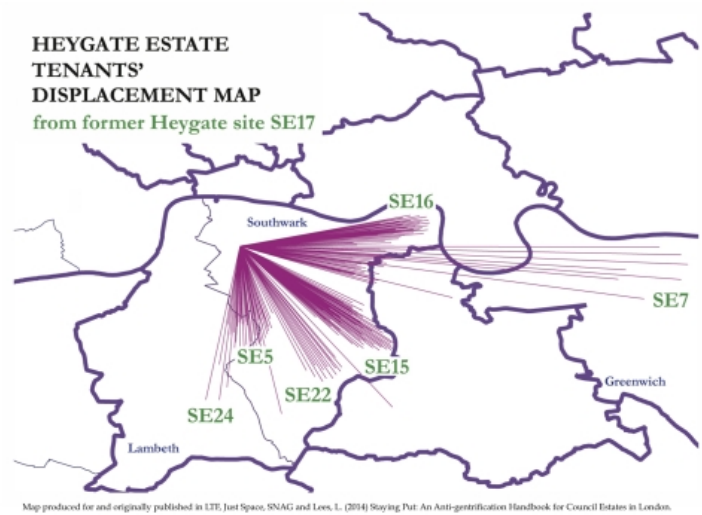 HEYGATE ESTATE
TENANTS'
DISPLACEMENT MAP
from former Heygate site SE17
SE16
Southwark
SE7
SE5
SE15
Greenwich
SE22
SE24
Lambeth
Map produced for and originally published in LTF, Just Space, SNAG and Lees, L. (2014) Staying Put: An Anti-gentrification Handbook for Council Estates in London.